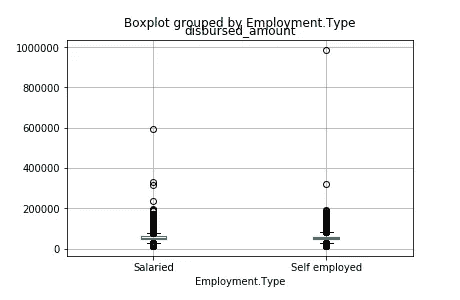 Boxplot grouped by Employment.Type
disbursed_amount
1000000
800000
600000
400000
200000
0
Salaried Self employed
Employment.Type